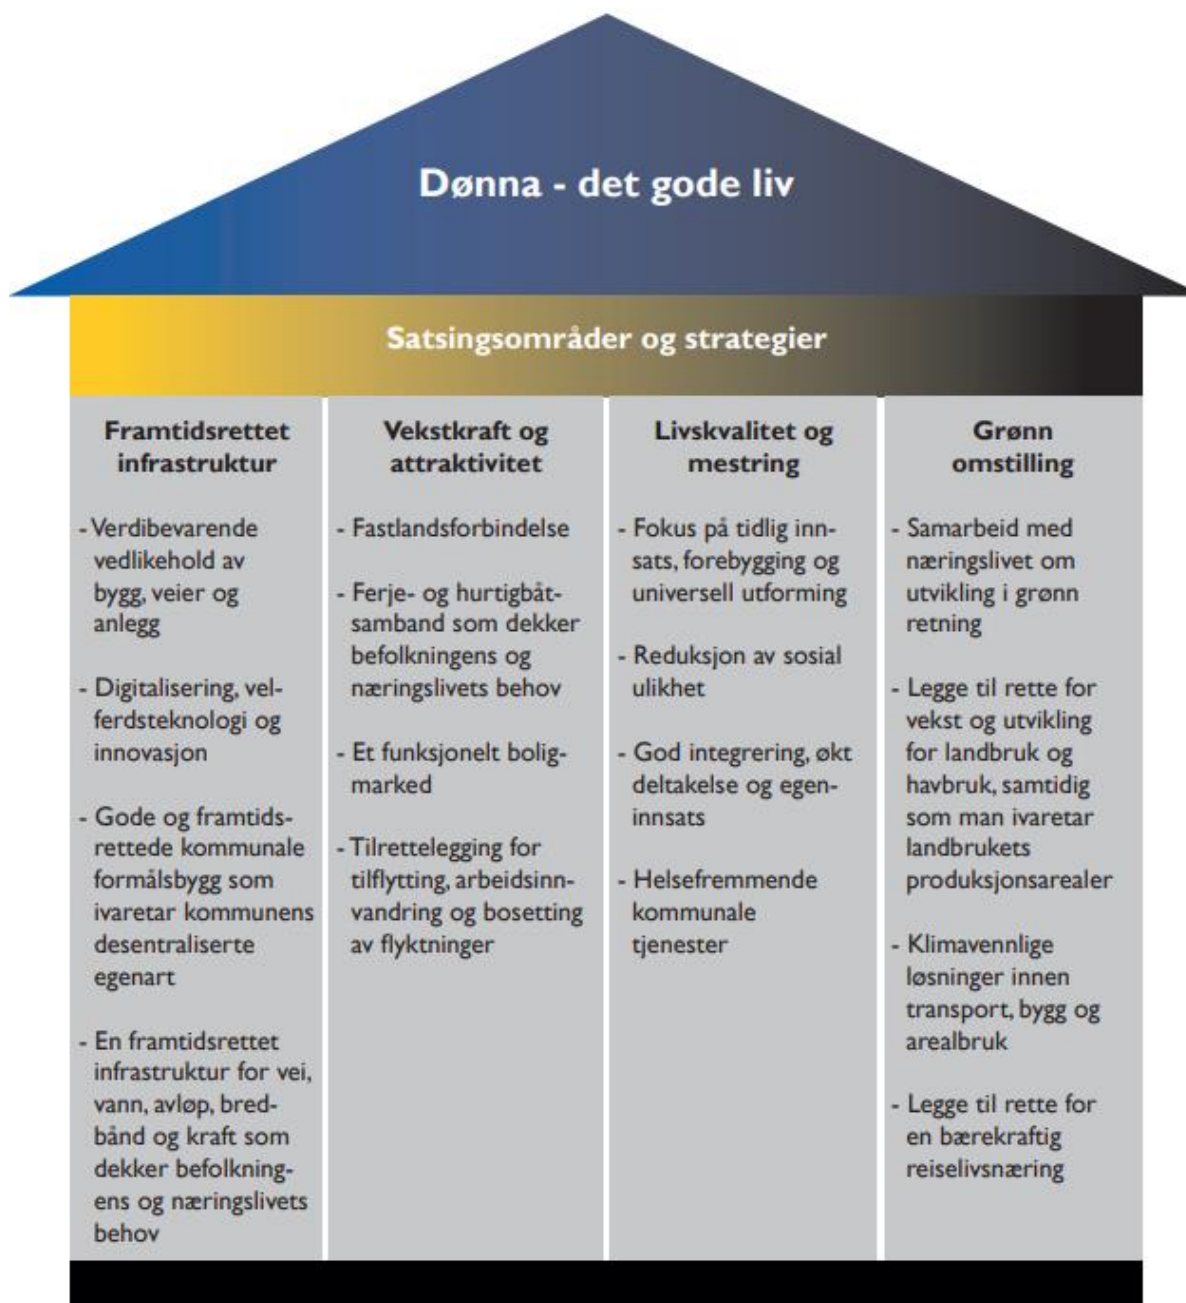 Dønna - det gode liv
Satsingsområder og strategier
Framtidsrettet
infrastruktur
- Verdibevarende
vedlikehold av
bygg, veier og
anlegg
- Digitalisering, vel-
ferdsteknologi og
innovasjon
- Gode og framtids-
rettede kommunale
formålsbygg som
ivaretar kommunens
desentraliserte
egenart
- En framtidsrettet
infrastruktur for vei,
vann, avløp, bred-
bånd og kraft som
dekker befolkning-
ens og næringslivets
behov
Vekstkraft og
attraktivitet
- Fastlandsforbindelse
- Ferje- og hurtigbåt-
samband som dekker
befolkningens og
næringslivets behov
- Et funksjonelt bolig-
marked
- Tilrettelegging for
tilflytting, arbeidsinn-
vandring og bosetting
av flyktninger
Livskvalitet og
mestring
- Fokus på tidlig inn-
sats, forebygging og
universell utforming
- Reduksjon av sosial
ulikhet
- God integrering, økt
deltakelse og egen-
innsats
- Helsefremmende
kommunale
tjenester
Grønn
omstilling
- Samarbeid med
næringslivet om
utvikling i grønn
retning
- Legge til rette for
vekst og utvikling
for landbruk og
havbruk, samtidig
som man ivaretar
landbrukets
produksjonsarealer
- Klimavennlige
løsninger innen
transport, bygg og
arealbruk
- Legge til rette for
en bærekraftig
reiselivsnæring